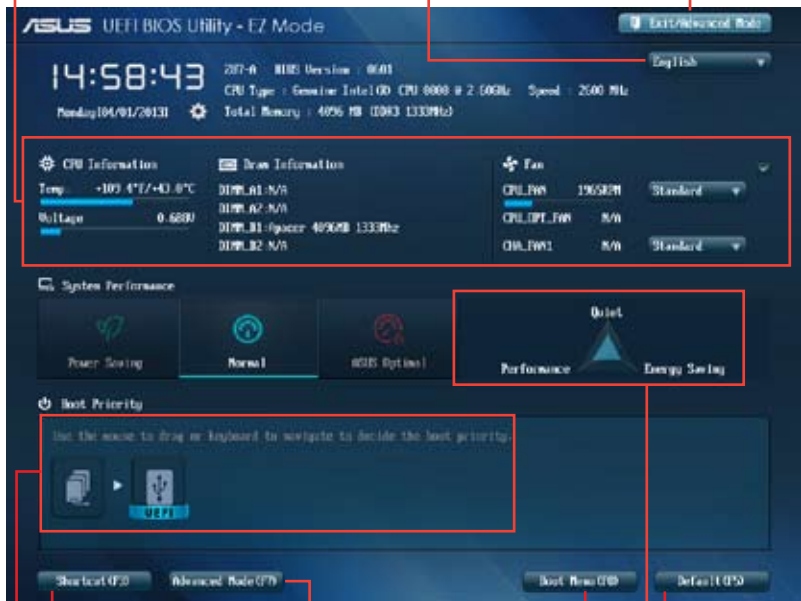 ASUS UEFI BIOS Utility - EZ Mode
Exit/Advanced Mode
English
14:58:43
Monday[04/01/2013]
Z87-A BIOS Version : 0601
CPU Type : Genuine Intel(R) CPU 0000 @ 2.60GHz Speed : 2600 MHz
Total Memory : 4096 MB (DDR3 1333MHz)
CPU Information
Temp. +109.4°F/+43.0°C
Voltage 0.688V
Dram Information
DIMM_A1:N/A
DIMM_A2:N/A
DIMM_B1:Apacer 4096MB 1333MHz
DIMM_B2:N/A
Fan
CPU_FAN 1965RPM Standard
CPU_OPT_FAN N/A
CHA_FAN1 N/A Standard
System Performance
Power Saving
Normal
ASUS Optimal
Quiet
Performance
Energy Saving
Boot Priority
Use the mouse to drag or keyboard to navigate to decide the boot priority.
UEFI
Shortcut(F3)
Advanced Mode(F7)
Boot Menu(F8)
Default(F5)